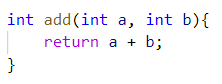 int add(int a, int b){
    return a + b;
}